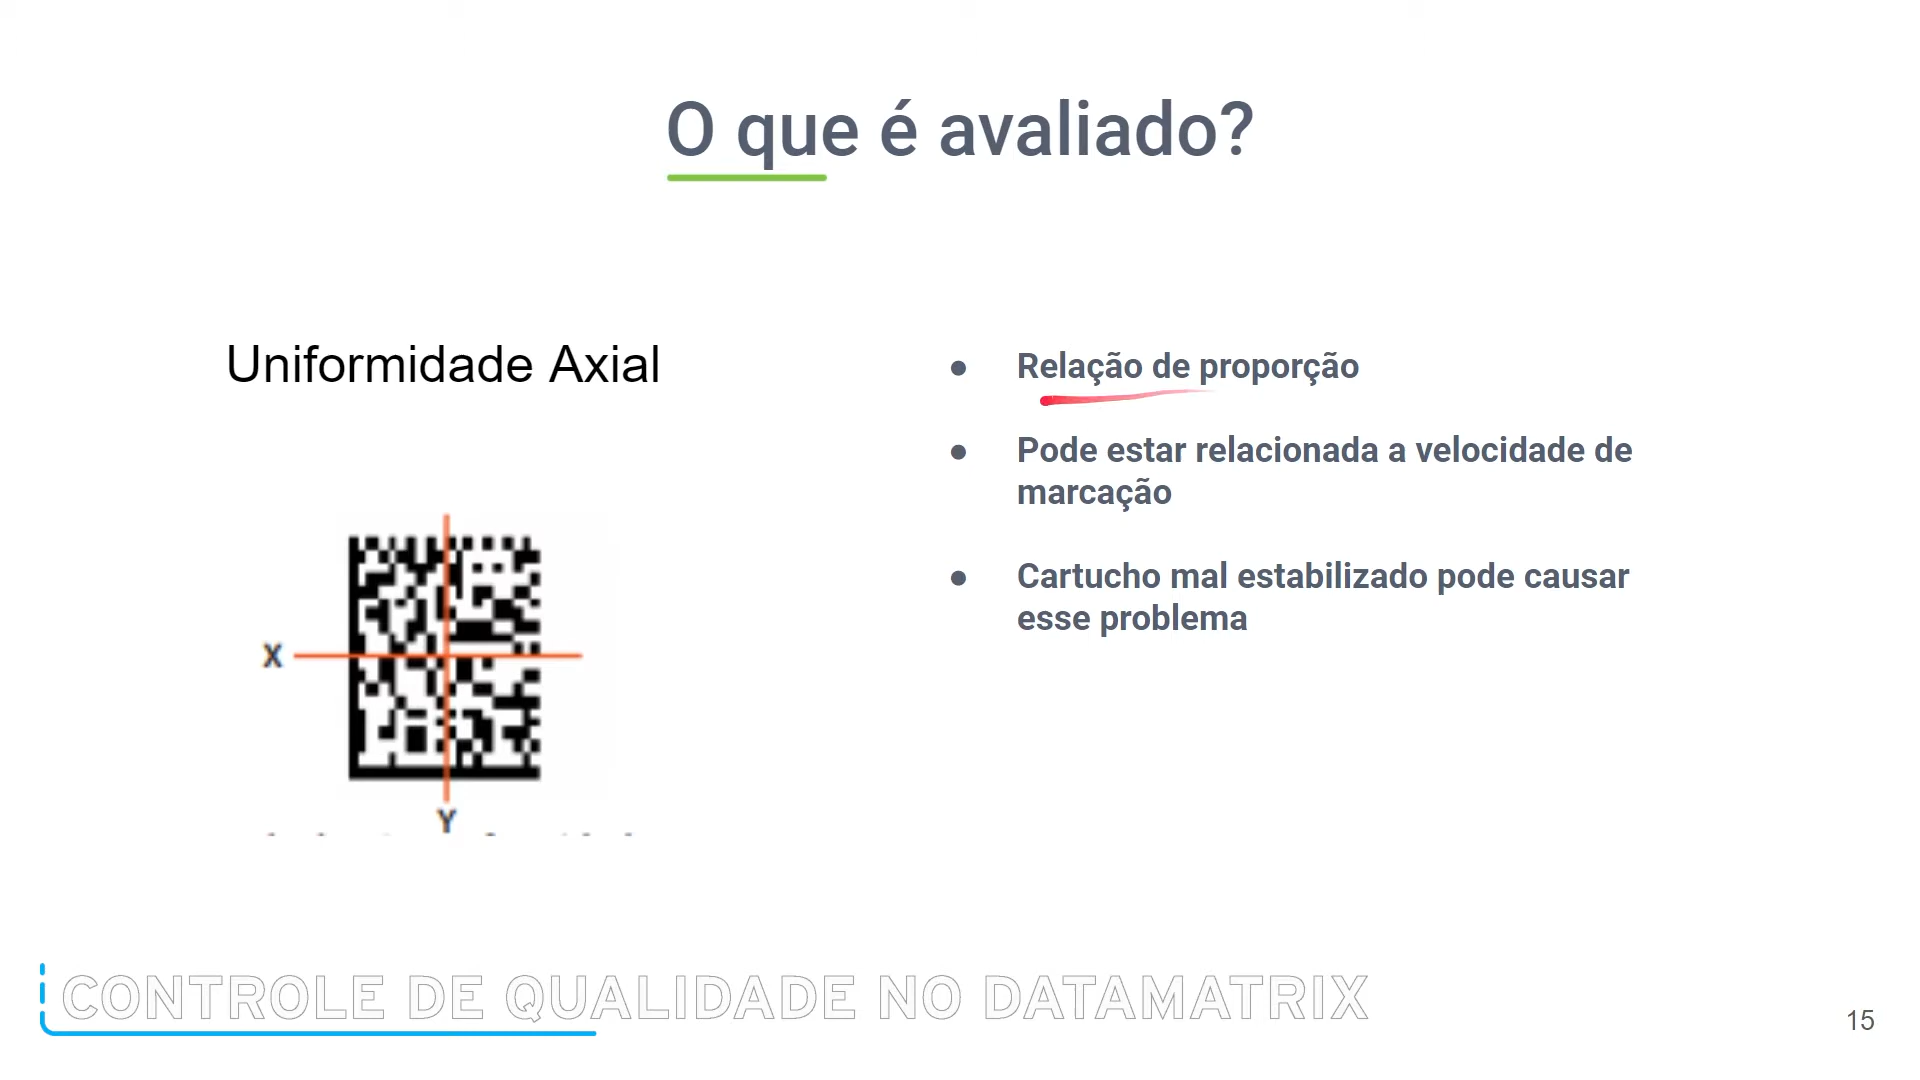 O que é avaliado?
Uniformidade Axial
● Relação de proporção
● Pode estar relacionada a velocidade de
marcação
● Cartucho mal estabilizado pode causar
esse problema
X
Y
CONTROLE DE QUALIDADE NO DATAMATRIX
15